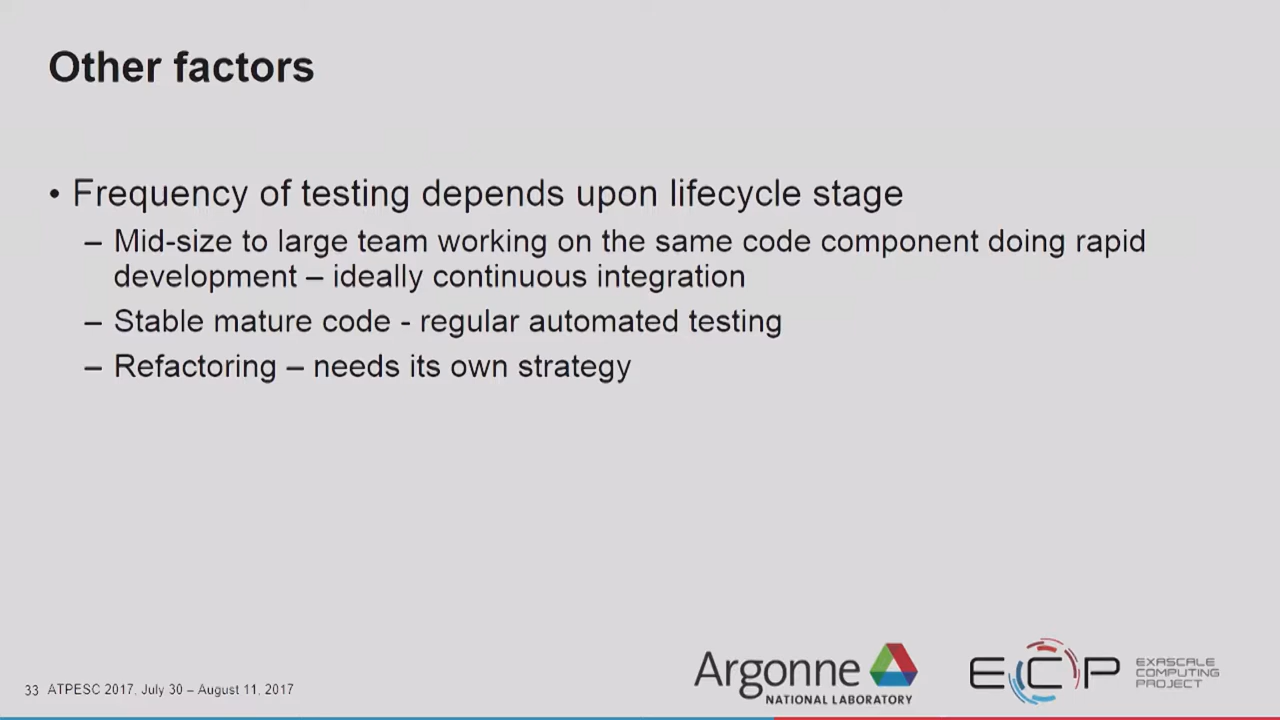 Other factors
• Frequency of testing depends upon lifecycle stage
– Mid-size to large team working on the same code component doing rapid
development – ideally continuous integration
– Stable mature code - regular automated testing
– Refactoring – needs its own strategy
33 ATPESC 2017, July 30 – August 11, 2017
Argonne
NATIONAL LABORATORY
ECP
EXASCALE
COMPUTING
PROJECT